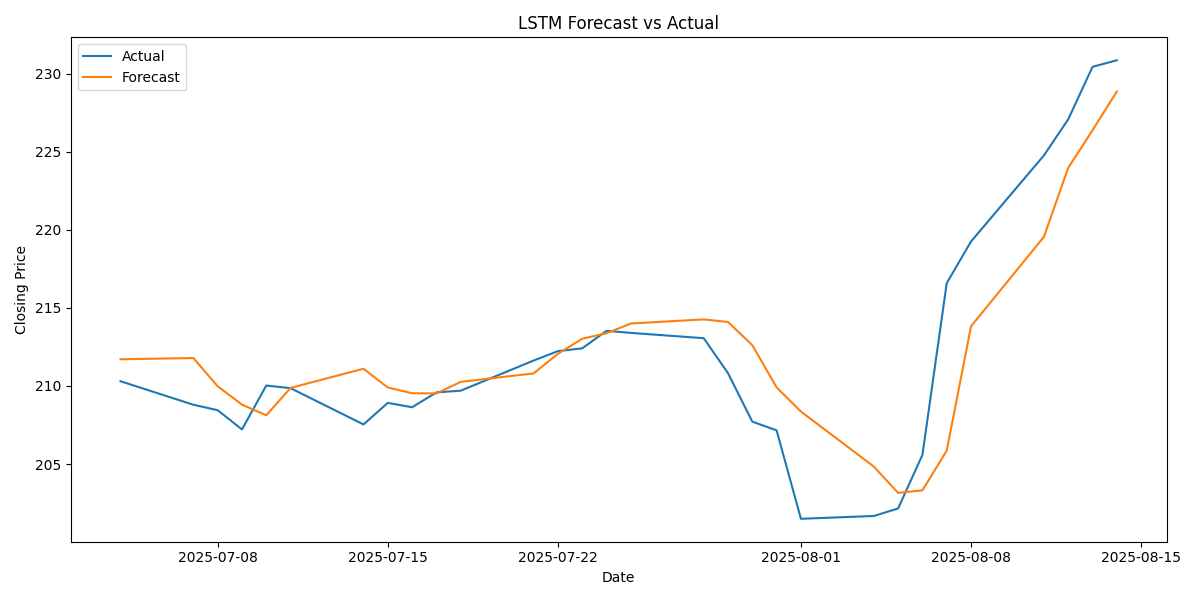 LSTM Forecast vs Actual
Actual
Forecast
Closing Price
230
225
220
215
210
205
2025-07-08
2025-07-15
2025-07-22
2025-08-01
2025-08-08
2025-08-15
Date